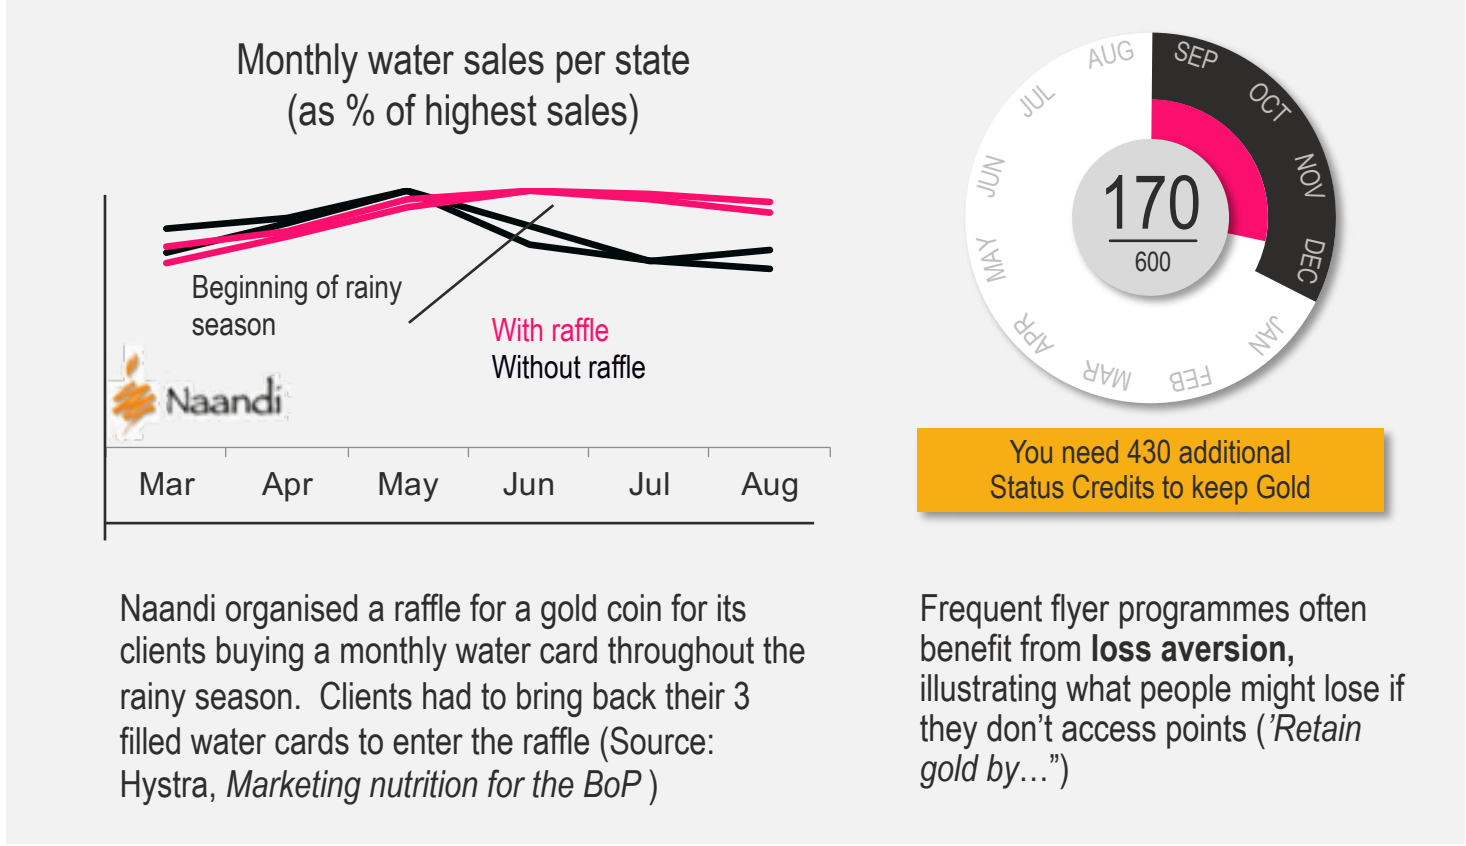 Monthly water sales per state
(as % of highest sales)
Beginning of rainy
season
With raffle
Without raffle
Naandi
Mar Apr May Jun Jul Aug
Naandi organised a raffle for a gold coin for its
clients buying a monthly water card throughout the
rainy season.  Clients had to bring back their 3
filled water cards to enter the raffle (Source:
Hystra, Marketing nutrition for the BoP )
SEP
OCT
NOV
DEC
JAN
FEB
MAR
APR
MAY
JUN
JUL
AUG
170
600
You need 430 additional
Status Credits to keep Gold
Frequent flyer programmes often
benefit from loss aversion,
illustrating what people might lose if
they don’t access points (’Retain
gold by…”)